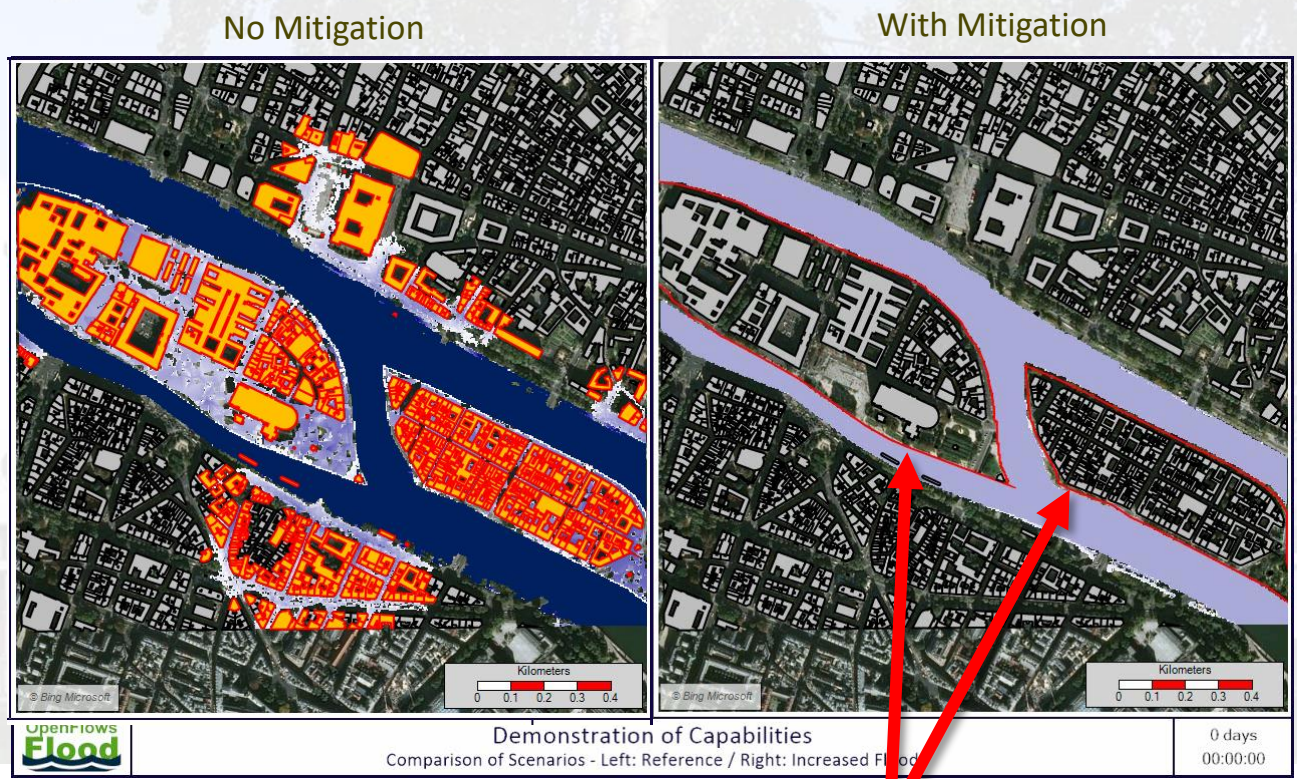 No Mitigation
With Mitigation
© Bing Microsoft
Kilometers
0 0.1 0.2 0.3 0.4
© Bing Microsoft
Kilometers
0 0.1 0.2 0.3 0.4
OpenFlows
Flood
Demonstration of Capabilities
Comparison of Scenarios - Left: Reference / Right: Increased
0 days
00:00:00